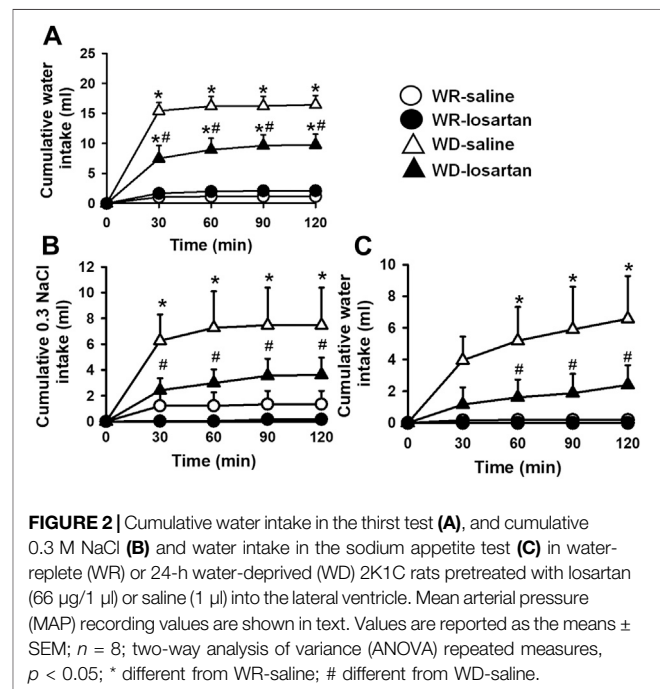 A
Cumulative water
intake (ml)
25
20
15
10
5
0
* * * *
*# *# *# *#
0 30 60 90 120
Time (min)
WR-saline
WR-losartan
WD-saline
WD-losartan
B
Cumulative 0.3 NaCl
intake (ml)
12
10
8
6
4
2
0
* * * *
# # # #
0 30 60 90 120
Time (min)
C
Cumulative water
intake (ml)
10
8
6
4
2
0
* * *
# # #
0 30 60 90 120
Time (min)
FIGURE 2 | Cumulative water intake in the thirst test (A), and cumulative
0.3 M NaCl (B) and water intake in the sodium appetite test (C) in water-
replete (WR) or 24-h water-deprived (WD) 2K1C rats pretreated with losartan
(66 µg/1 µl) or saline (1 µl) into the lateral ventricle. Mean arterial pressure
(MAP) recording values are shown in text. Values are reported as the means ±
SEM; n = 8; two-way analysis of variance (ANOVA) repeated measures,
p < 0.05; * different from WR-saline; # different from WD-saline.